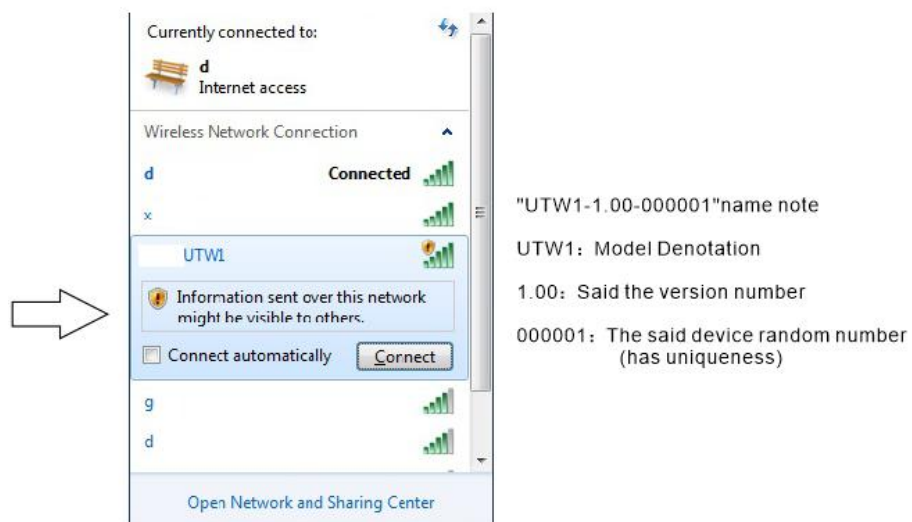 Currently connected to:
d
Internet access
Wireless Network Connection
d Connected
x
UTW1
Information sent over this network
might be visible to others.
Connect automatically Connect
g
d
Open Network and Sharing Center
"UTW1-1.00-000001"name note
UTW1: Model Denotation
1.00: Said the version number
000001: The said device random number
(has uniqueness)